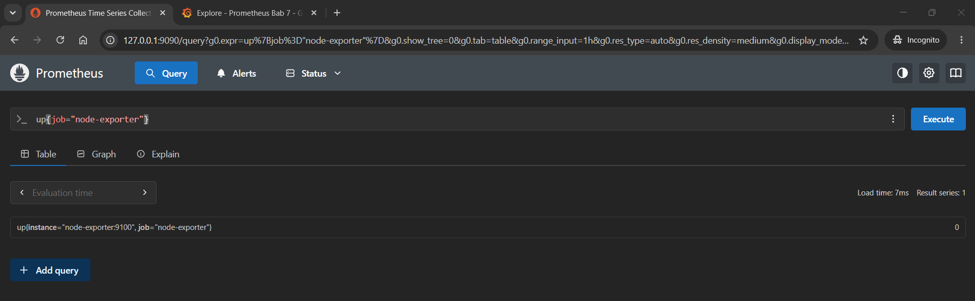 Prometheus Time Series Collect
Explore - Prometheus Bab 7 - G
127.0.0.1:9090/query?g0.expr=up%7Bjob%3D"node-exporter"%7D&g0.show_tree=0&g0.tab=table&g0.range_input=1h&g0.res_type=auto&g0.res_density=medium&g0.display_mode...
Incognito
Prometheus
Query
Alerts
Status
>_ up{job="node-exporter"}
Execute
Table
Graph
Explain
Evaluation time
Load time: 7ms
Result series: 1
up{instance="node-exporter:9100", job="node-exporter"}
0
+ Add query